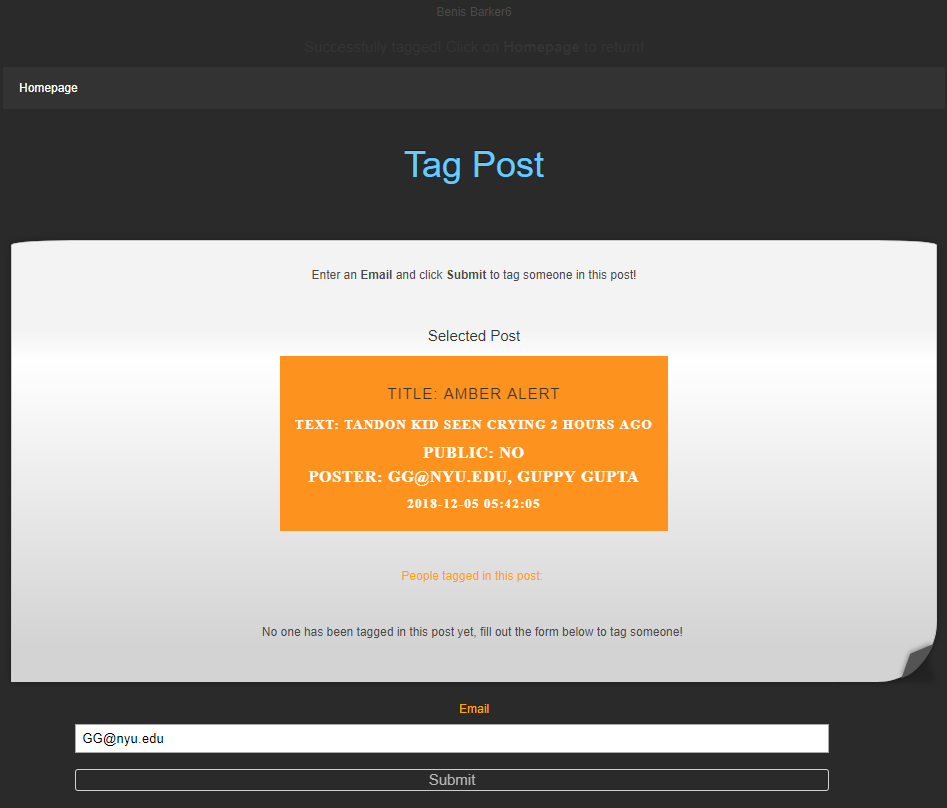 Benis Barker6
Successfully tagged! Click on Homepage to return!
Homepage
Tag Post
Enter an Email and click Submit to tag someone in this post!
Selected Post
TITLE: AMBER ALERT
TEXT: TANDON KID SEEN CRYING 2 HOURS AGO
PUBLIC: NO
POSTER: GG@NYU.EDU, GUPPY GUPTA
2018-12-05 05:42:05
People tagged in this post:
No one has been tagged in this post yet, fill out the form below to tag someone!
Email
GG@nyu.edu
Submit